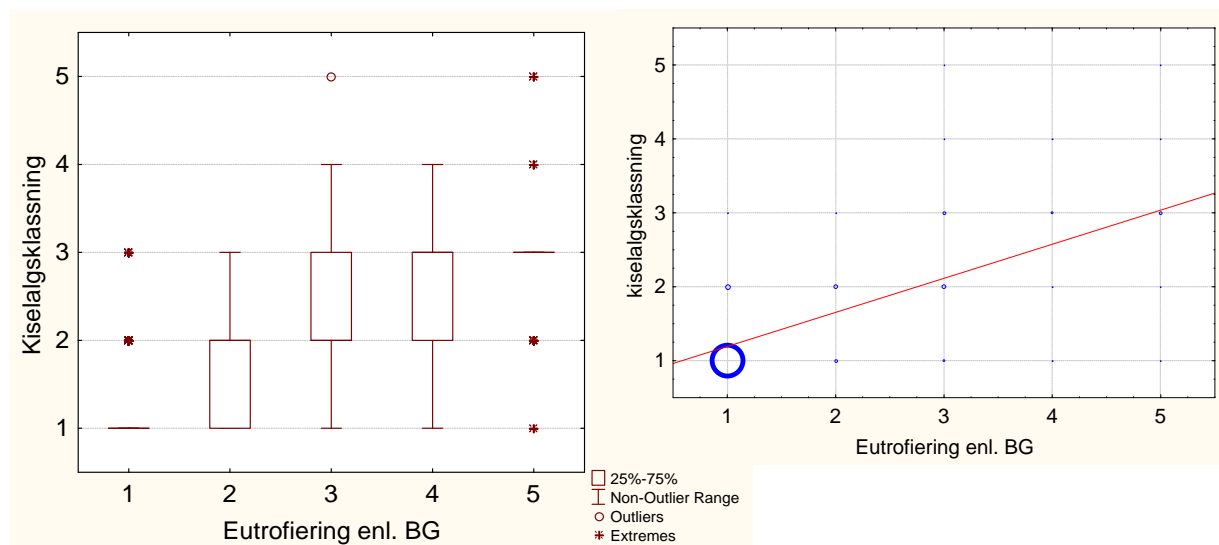 5
4
3
2
1
Kiselalgsklassning
1 2 3 4 5
Eutrofiering enl. BG
25%-75%
Non-Outlier Range
Outliers
Extremes
5
4
3
2
1
kiselalgsklassning
1 2 3 4 5
Eutrofiering enl. BG